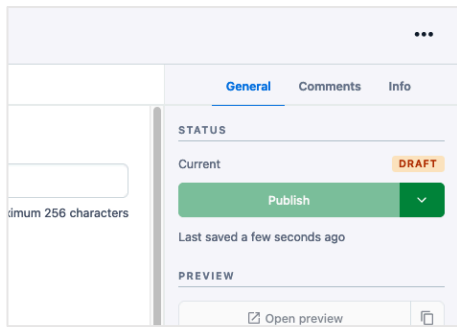 General Comments Info
STATUS
Current DRAFT
Publish
ximum 256 characters
Last saved a few seconds ago
PREVIEW
Open preview